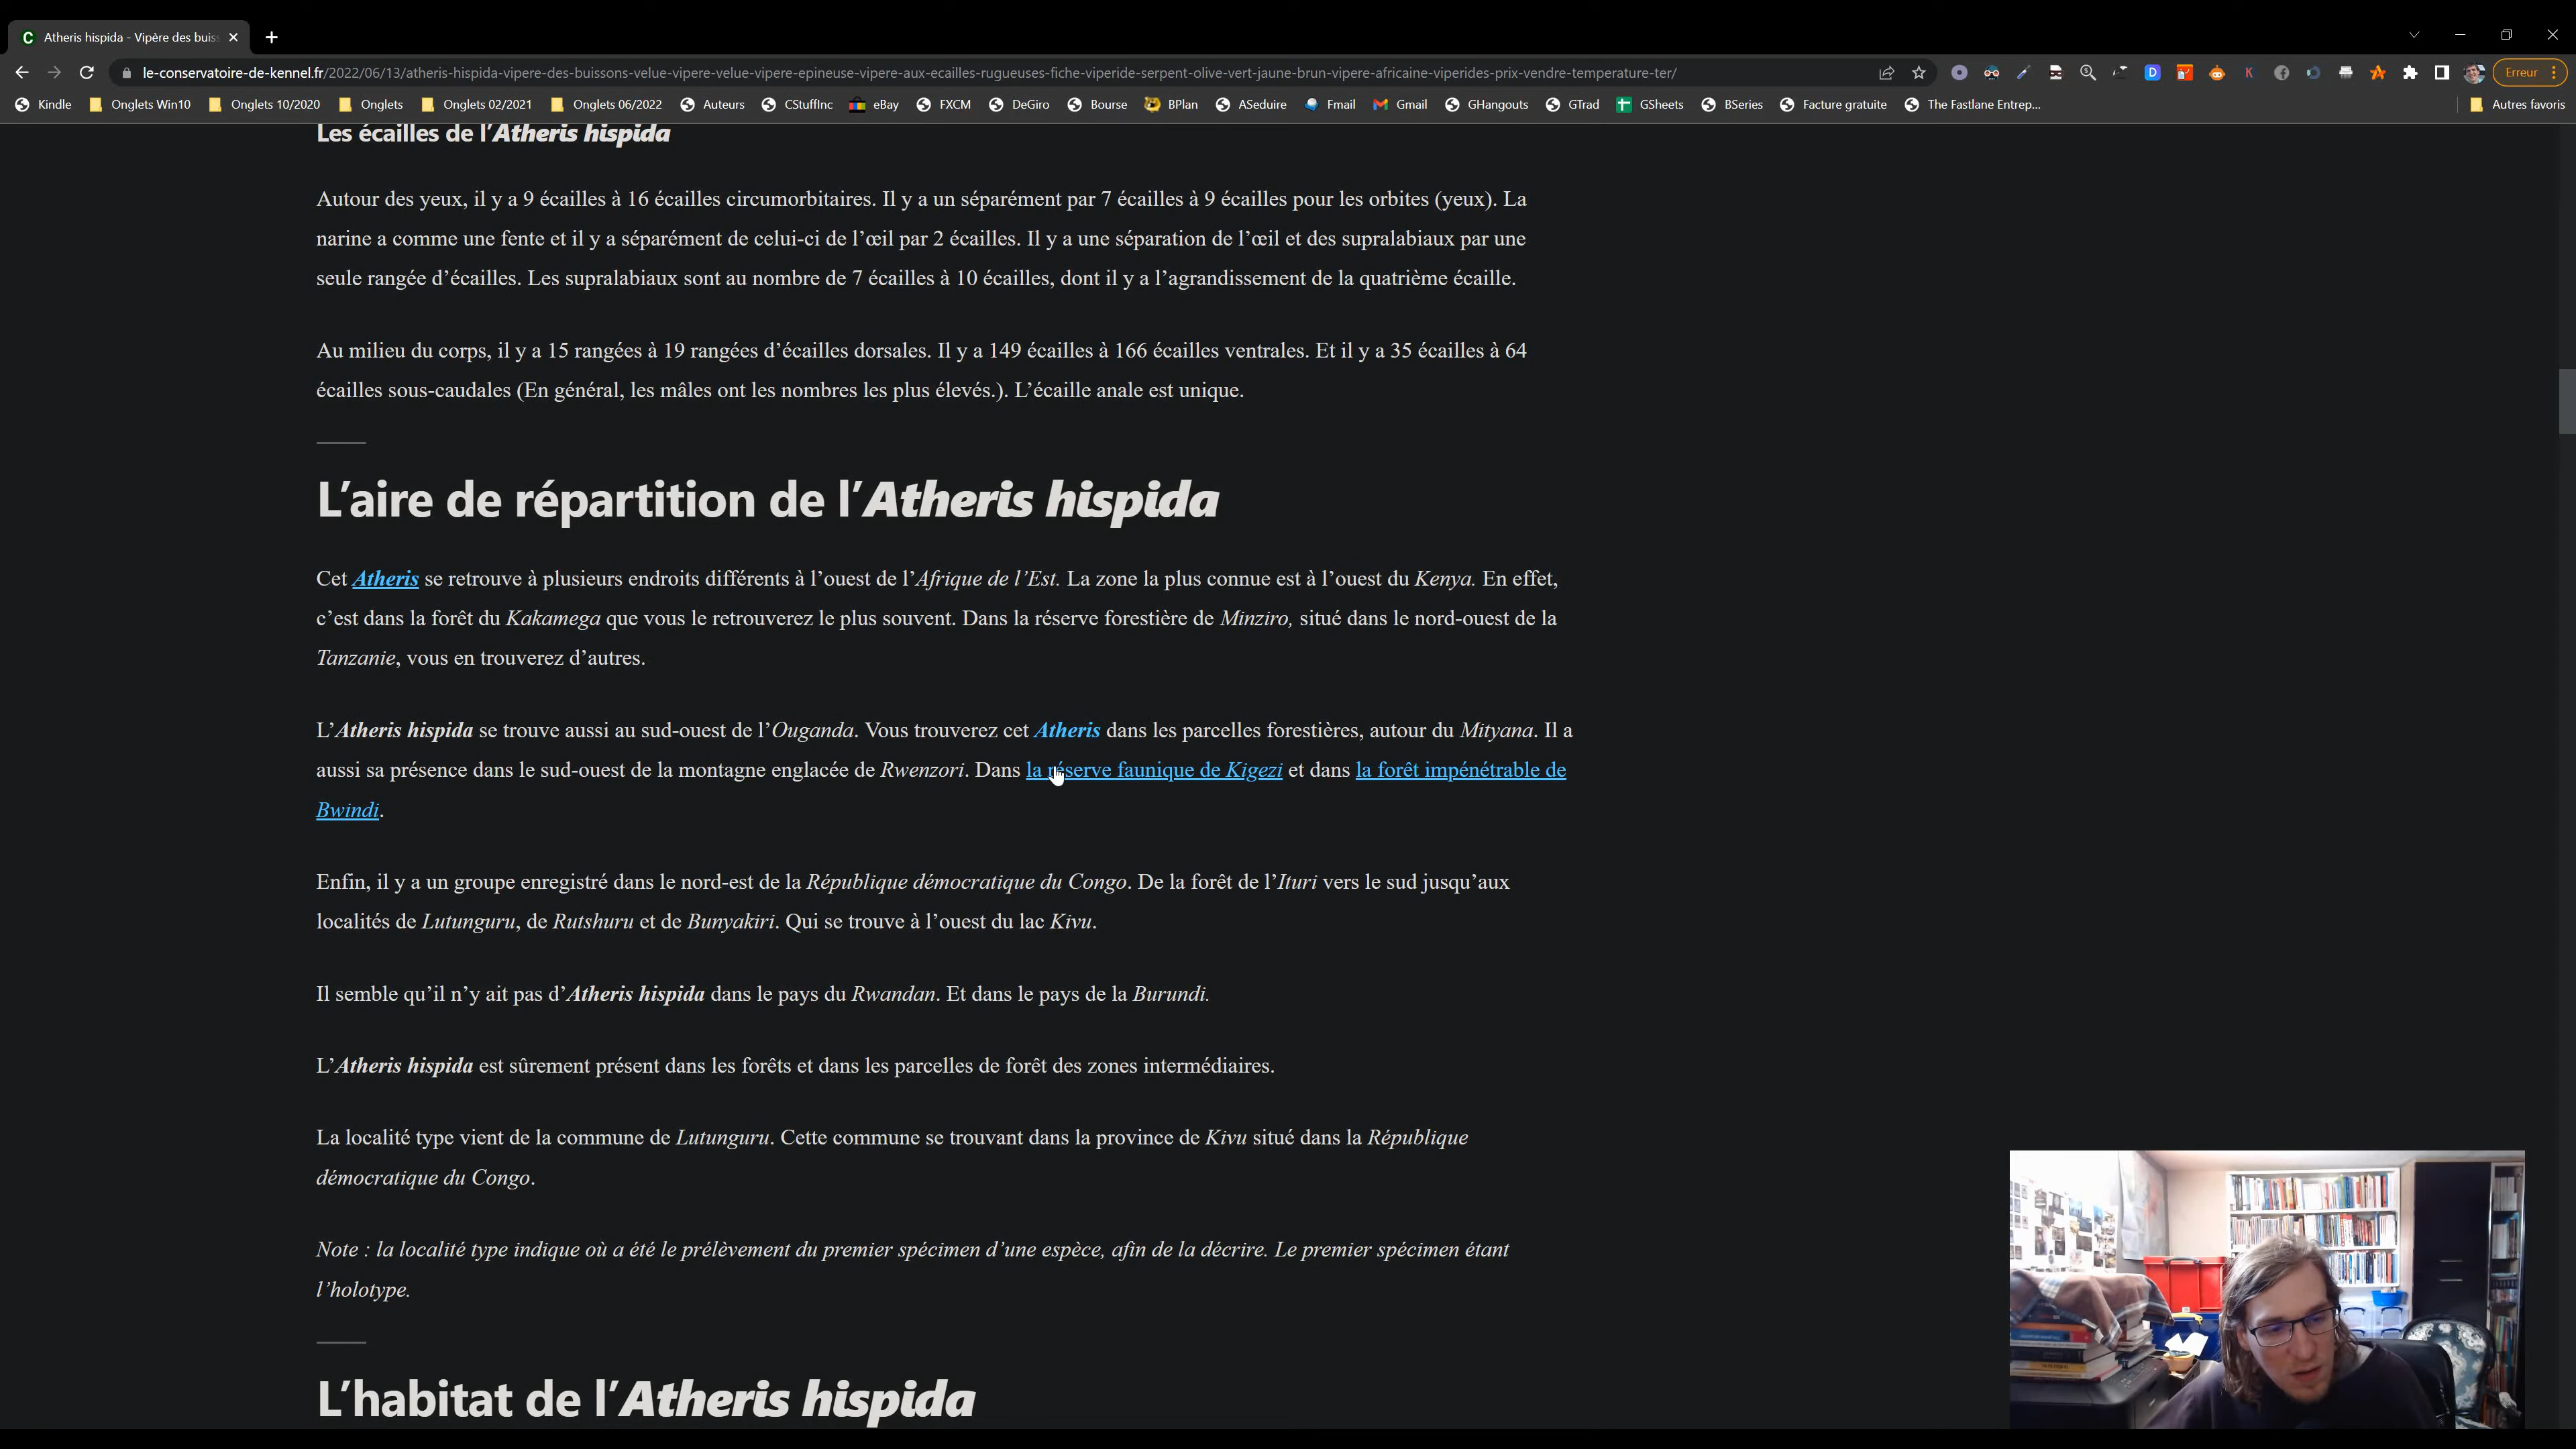 Atheris hispida - Vipère des buiss
le-conservatoire-de-kennel.fr/2022/06/13/atheris-hispida-vipere-des-buissons-velue-vipere-velue-vipere-epineuse-vipere-aux-ecailles-rugueuses-fiche-viperide-serpent-olive-vert-jaune-brun-vipere-africaine-viperides-prix-vendre-temperature-ter/ Erreur
Kindle Onglets Win10 Onglets 10/2020 Onglets Onglets 02/2021 Onglets 06/2022 Auteurs CStuffInc eBay FXCM DeGiro Bourse BPlan ASeduire Fmail Gmail GHangouts GTrad GSheets BSeries Facture gratuite The Fastlane Entrep... Autres favoris
Les écailles de l’Atheris hispida
Autour des yeux, il y a 9 écailles à 16 écailles circumorbitaires. Il y a un séparément par 7 écailles à 9 écailles pour les orbites (yeux). La
narine a comme une fente et il y a séparément de celui-ci de l’œil par 2 écailles. Il y a une séparation de l’œil et des supralabiaux par une
seule rangée d’écailles. Les supralabiaux sont au nombre de 7 écailles à 10 écailles, dont il y a l’agrandissement de la quatrième écaille.
Au milieu du corps, il y a 15 rangées à 19 rangées d’écailles dorsales. Il y a 149 écailles à 166 écailles ventrales. Et il y a 35 écailles à 64
écailles sous-caudales (En général, les mâles ont les nombres les plus élevés.). L’écaille anale est unique.
L’aire de répartition de l’Atheris hispida
Cet Atheris se retrouve à plusieurs endroits différents à l’ouest de l’Afrique de l’Est. La zone la plus connue est à l’ouest du Kenya. En effet,
c’est dans la forêt du Kakamega que vous le retrouverez le plus souvent. Dans la réserve forestière de Minziro, situé dans le nord-ouest de la
Tanzanie, vous en trouverez d’autres.
L’Atheris hispida se trouve aussi au sud-ouest de l’Ouganda. Vous trouverez cet Atheris dans les parcelles forestières, autour du Mityana. Il a
aussi sa présence dans le sud-ouest de la montagne englacée de Rwenzori. Dans la réserve faunique de Kigezi et dans la forêt impénétrable de
Bwindi.
Enfin, il y a un groupe enregistré dans le nord-est de la République démocratique du Congo. De la forêt de l’Ituri vers le sud jusqu’aux
localités de Lutunguru, de Rutshuru et de Bunyakiri. Qui se trouve à l’ouest du lac Kivu.
Il semble qu’il n’y ait pas d’Atheris hispida dans le pays du Rwandan. Et dans le pays de la Burundi.
L’Atheris hispida est sûrement présent dans les forêts et dans les parcelles de forêt des zones intermédiaires.
La localité type vient de la commune de Lutunguru. Cette commune se trouvant dans la province de Kivu situé dans la République
démocratique du Congo.
Note : la localité type indique où a été le prélèvement du premier spécimen d’une espèce, afin de la décrire. Le premier spécimen étant
l’holotype.
L’habitat de l’Atheris hispida